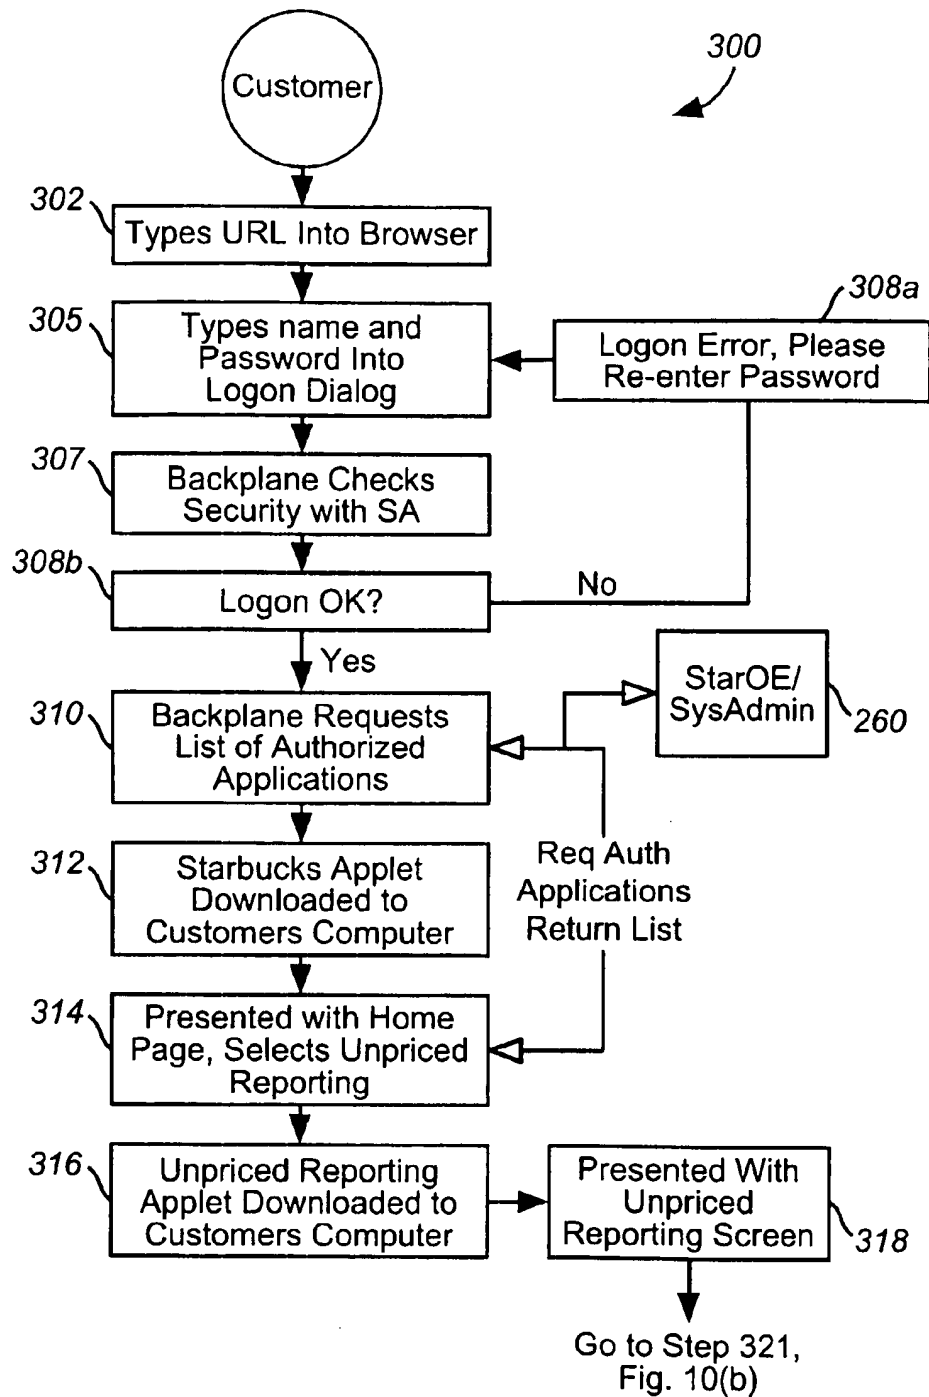 300
Customer
302
Types URL Into Browser
305
Types name and
Password Into
Logon Dialog
308a
Logon Error, Please
Re-enter Password
307
Backplane Checks
Security with SA
308b
Logon OK?
No
Yes
StarOE/
SysAdmin
260
310
Backplane Requests
List of Authorized
Applications
Req Auth
Applications
Return List
312
Starbucks Applet
Downloaded to
Customers Computer
314
Presented with Home
Page, Selects Unpriced
Reporting
316
Unpriced Reporting
Applet Downloaded to
Customers Computer
Presented With
Unpriced
Reporting Screen
318
Go to Step 321,
Fig. 10(b)